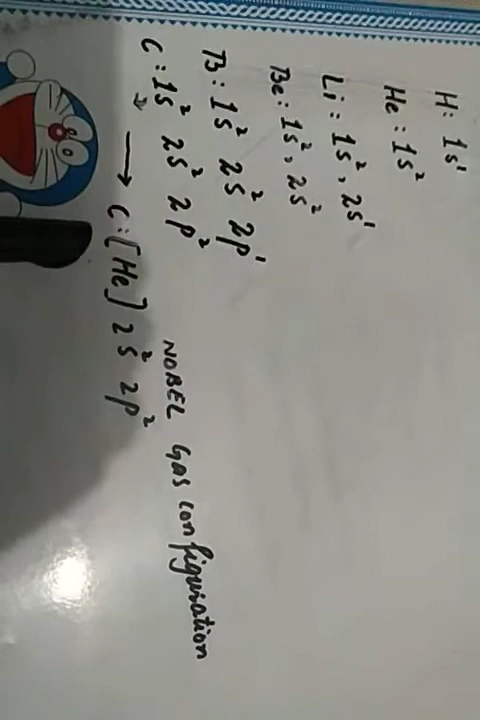 H: 1s¹
He: 1s²
Li: 1s², 2s¹
Be: 1s², 2s²
B: 1s² 2s² 2p¹
C: 1s² 2s² 2p²
NOBEL Gas configuration
→ C: [He] 2s² 2p²